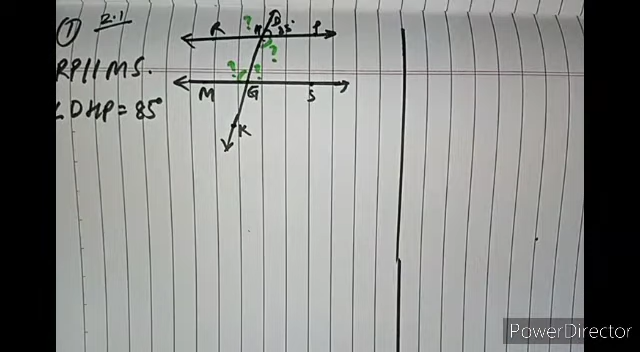 ① 2.1
RP // MS.
∠DHP = 85°
R ? H D 85° P
?
? ?
M G S
K
PowerDirector